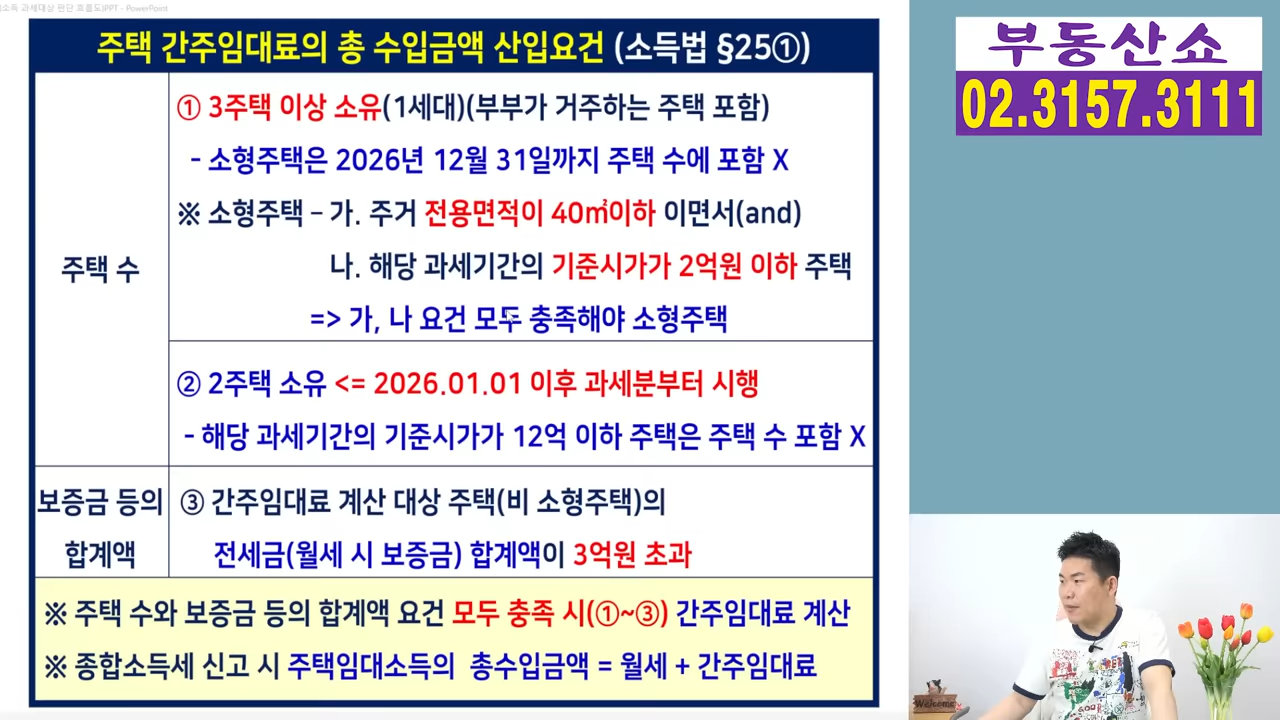 소득 과세대상 판단 흐름도)PPT - PowerPoint
주택 간주임대료의 총 수입금액 산입요건 (소득법 §25①)
주택 수
① 3주택 이상 소유(1세대)(부부가 거주하는 주택 포함)
- 소형주택은 2026년 12월 31일까지 주택 수에 포함 X
※ 소형주택 – 가. 주거 전용면적이 40㎡이하 이면서(and)
나. 해당 과세기간의 기준시가가 2억원 이하 주택
=> 가, 나 요건 모두 충족해야 소형주택
② 2주택 소유 <= 2026.01.01 이후 과세분부터 시행
- 해당 과세기간의 기준시가가 12억 이하 주택은 주택 수 포함 X
보증금 등의
합계액
③ 간주임대료 계산 대상 주택(비 소형주택)의
전세금(월세 시 보증금) 합계액이 3억원 초과
※ 주택 수와 보증금 등의 합계액 요건 모두 충족 시(①~③) 간주임대료 계산
※ 종합소득세 신고 시 주택임대소득의 총수입금액 = 월세 + 간주임대료
부동산쇼
02.3157.3111
Welcome